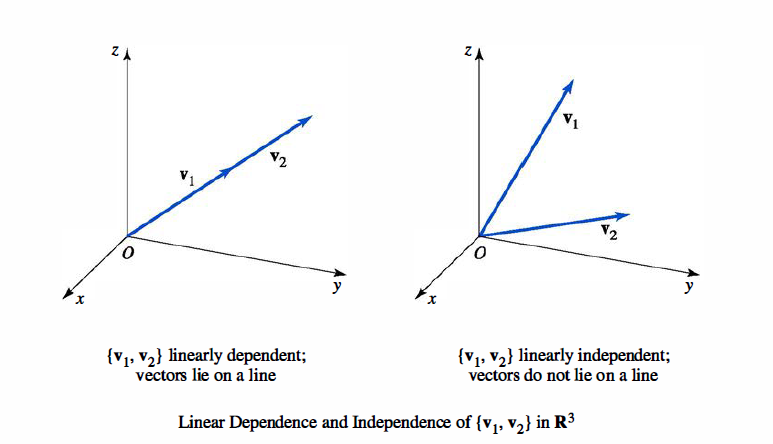 z
z
v₁
v₂
v₁
v₂
O
O
x
y
x
y
{v₁, v₂} linearly dependent;
vectors lie on a line
{v₁, v₂} linearly independent;
vectors do not lie on a line
Linear Dependence and Independence of {v₁, v₂} in R³